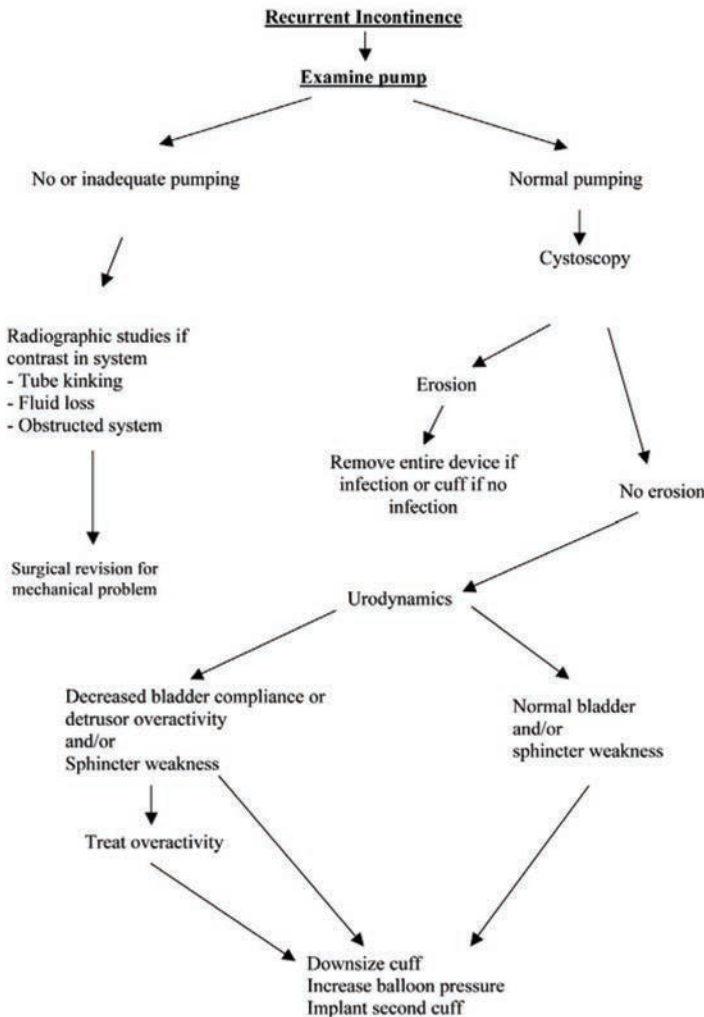 Recurrent Incontinence
Examine pump
No or inadequate pumping
Normal pumping
Cystoscopy
Radiographic studies if
contrast in system
- Tube kinking
- Fluid loss
- Obstructed system
Erosion
Remove entire device if
infection or cuff if no
infection
No erosion
Surgical revision for
mechanical problem
Urodynamics
Decreased bladder compliance or
detrusor overactivity
and/or
Sphincter weakness
Normal bladder
and/or
sphincter weakness
Treat overactivity
Downsize cuff
Increase balloon pressure
Implant second cuff